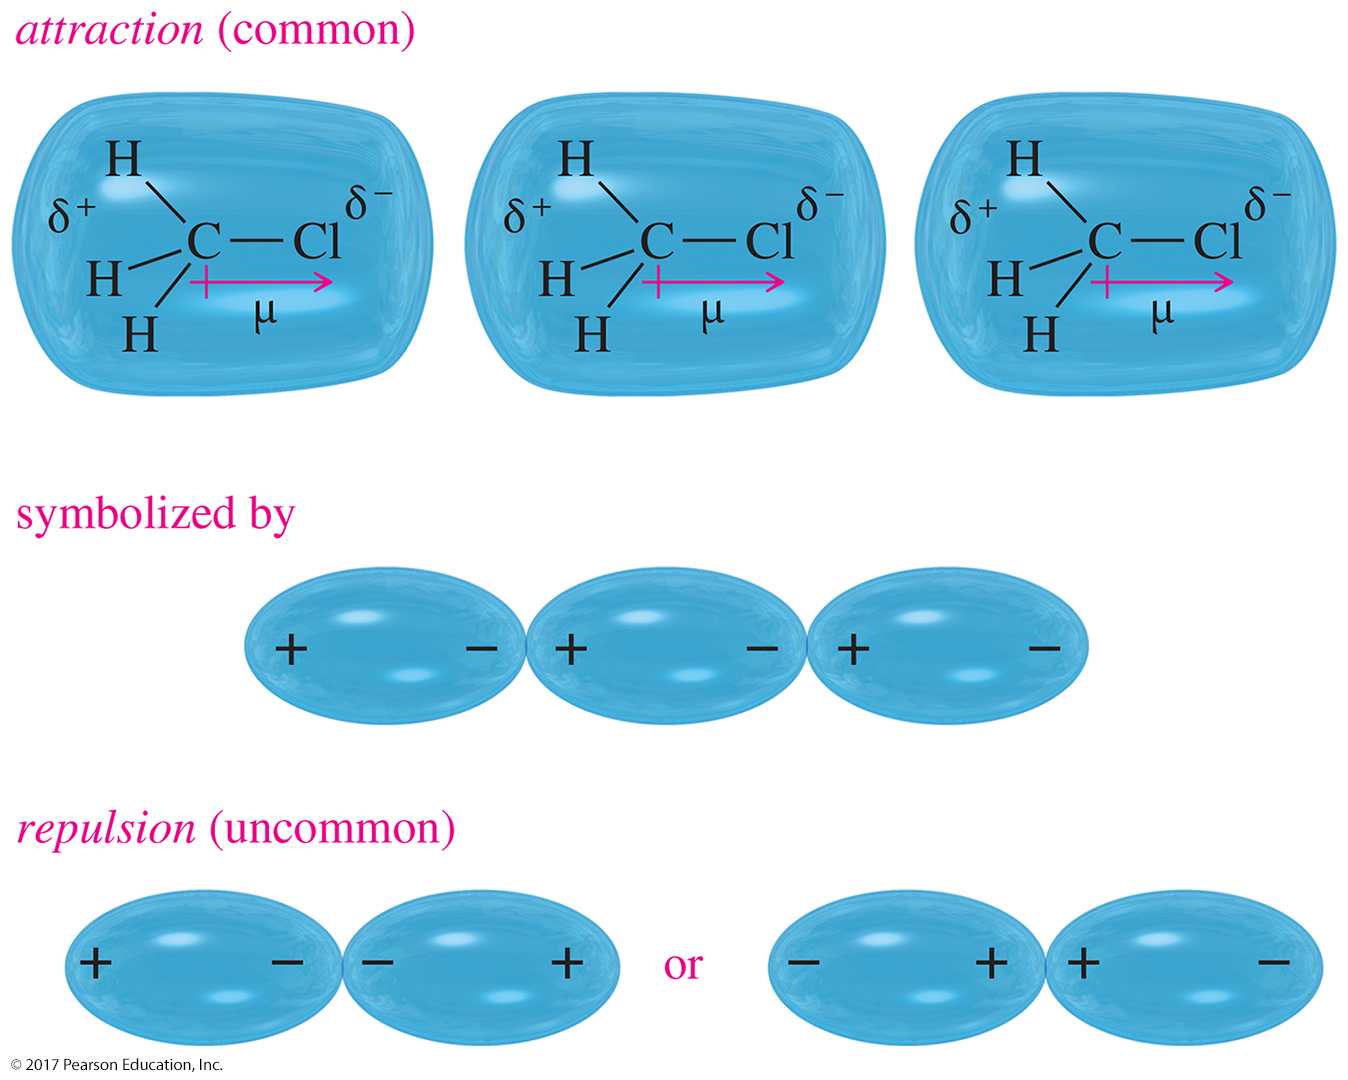 attraction (common)
H H H
δ+ δ− δ+ δ− δ+ δ−
C — Cl C — Cl C — Cl
H H H
μ μ μ
H H H
symbolized by
+ − + − + −
repulsion (uncommon)
+ − − + or − + + −
© 2017 Pearson Education, Inc.